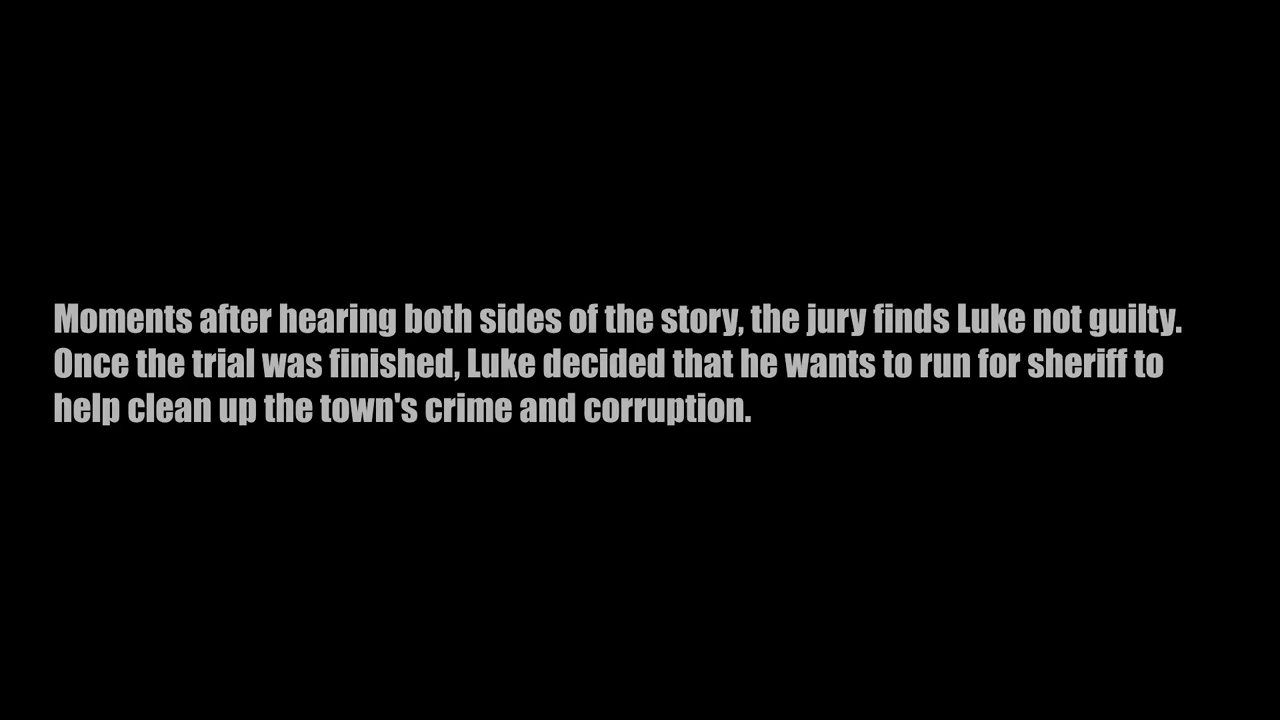 Moments after hearing both sides of the story, the jury finds Luke not guilty.
Once the trial was finished, Luke decided that he wants to run for sheriff to
help clean up the town's crime and corruption.